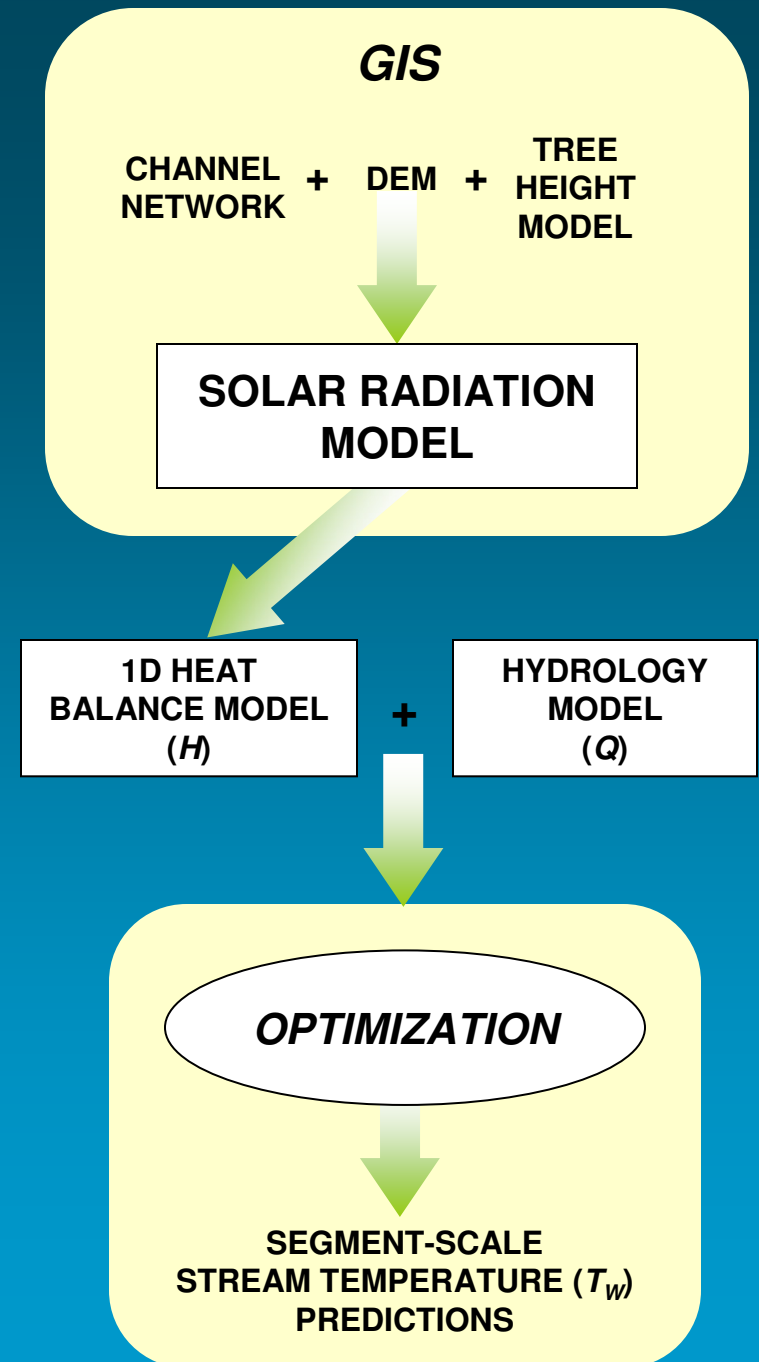 GIS
CHANNEL
NETWORK
+
DEM
+
TREE
HEIGHT
MODEL
SOLAR RADIATION
MODEL
1D HEAT
BALANCE MODEL
(H)
+
HYDROLOGY
MODEL
(Q)
OPTIMIZATION
SEGMENT-SCALE
STREAM TEMPERATURE (T_W)
PREDICTIONS